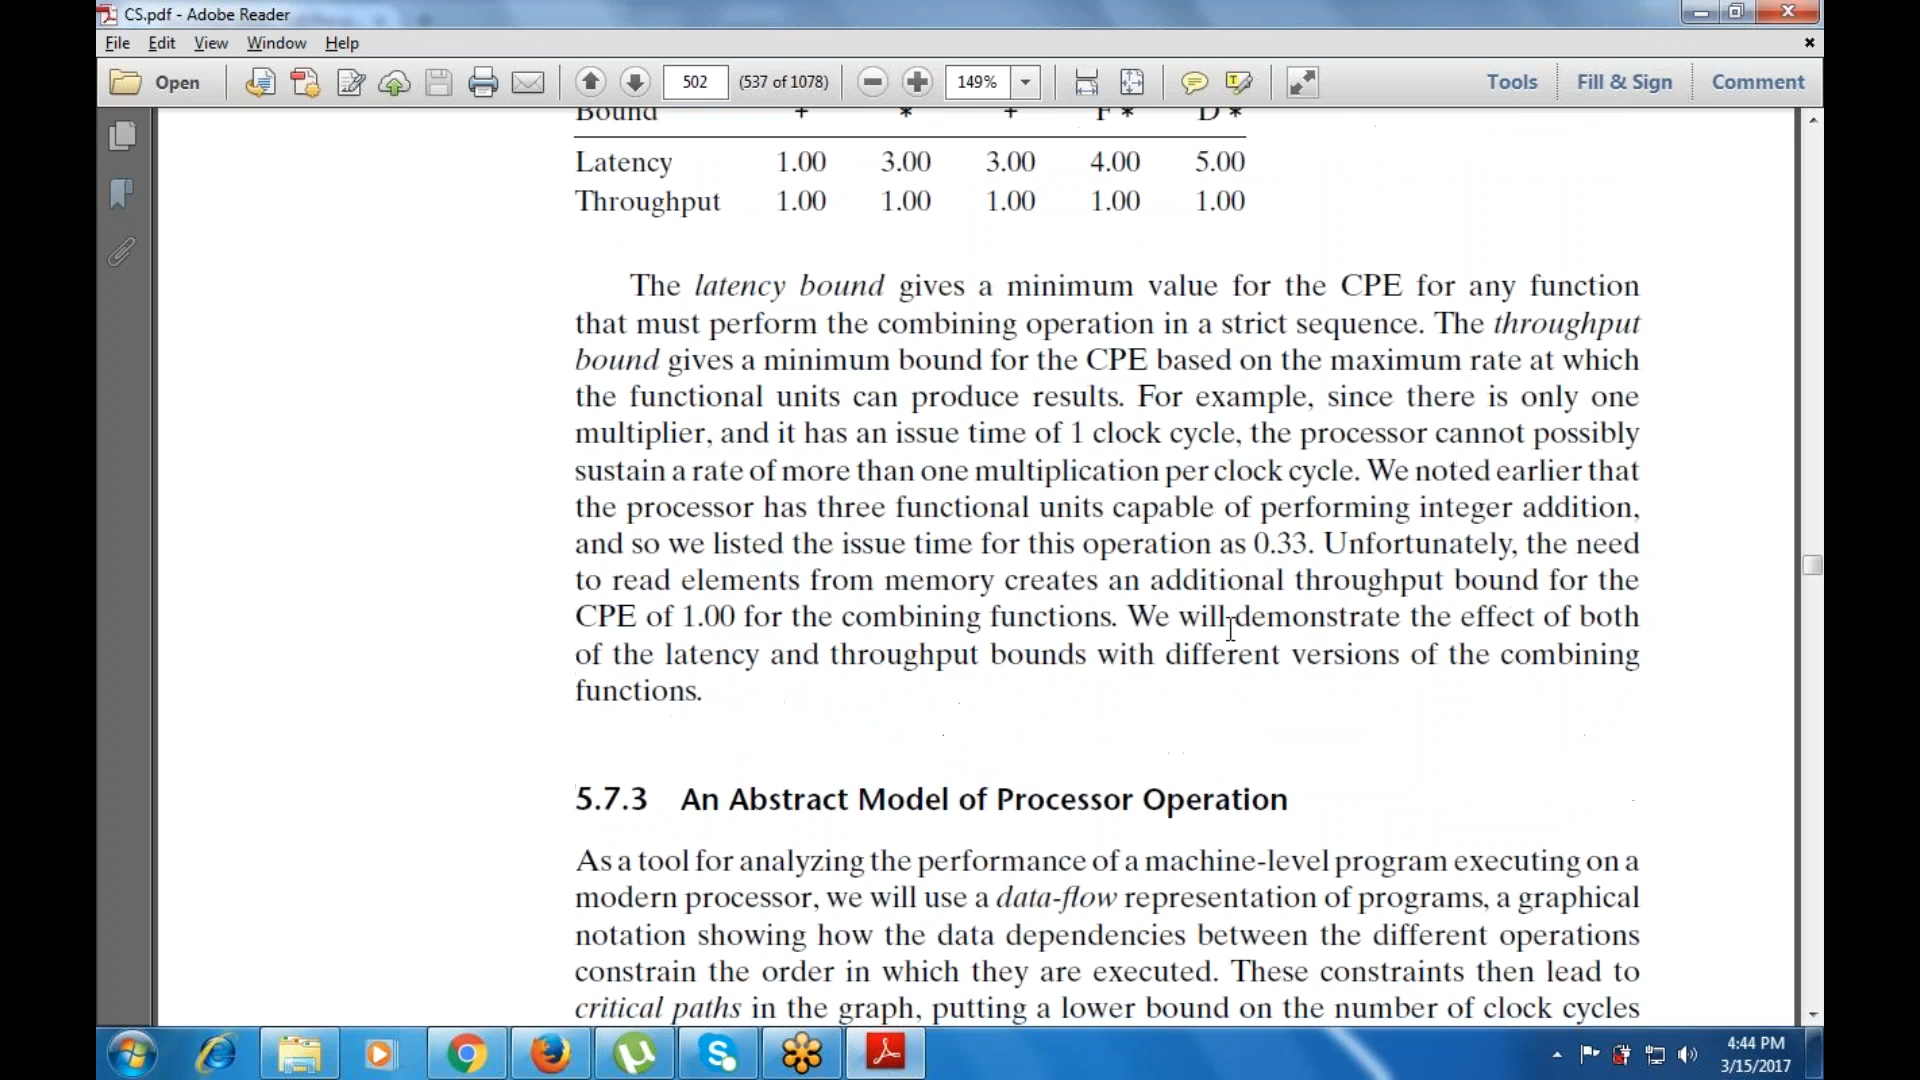 CS.pdf - Adobe Reader
File Edit View Window Help
Open 502 (537 of 1078) 149% Tools Fill & Sign Comment
Bound + * + F * D *
Latency 1.00 3.00 3.00 4.00 5.00
Throughput 1.00 1.00 1.00 1.00 1.00
The latency bound gives a minimum value for the CPE for any function
that must perform the combining operation in a strict sequence. The throughput
bound gives a minimum bound for the CPE based on the maximum rate at which
the functional units can produce results. For example, since there is only one
multiplier, and it has an issue time of 1 clock cycle, the processor cannot possibly
sustain a rate of more than one multiplication per clock cycle. We noted earlier that
the processor has three functional units capable of performing integer addition,
and so we listed the issue time for this operation as 0.33. Unfortunately, the need
to read elements from memory creates an additional throughput bound for the
CPE of 1.00 for the combining functions. We will demonstrate the effect of both
of the latency and throughput bounds with different versions of the combining
functions.
5.7.3 An Abstract Model of Processor Operation
As a tool for analyzing the performance of a machine-level program executing on a
modern processor, we will use a data-flow representation of programs, a graphical
notation showing how the data dependencies between the different operations
constrain the order in which they are executed. These constraints then lead to
critical paths in the graph, putting a lower bound on the number of clock cycles
4:44 PM
3/15/2017